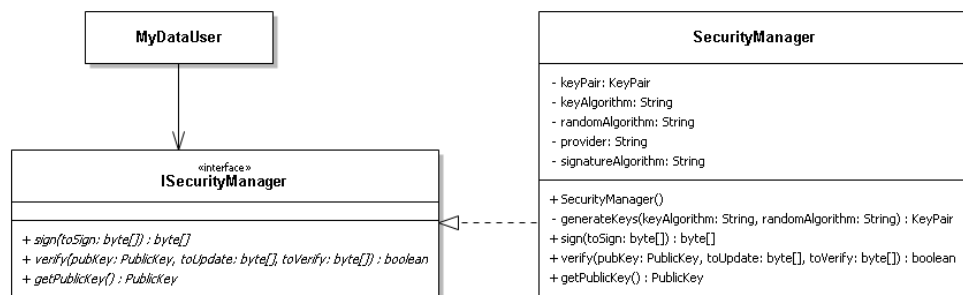 MyDataUser
«interface»
ISecurityManager
+ sign(toSign: byte[]) : byte[]
+ verify(pubKey: PublicKey, toUpdate: byte[], toVerify: byte[]) : boolean
+ getPublicKey() : PublicKey
SecurityManager
- keyPair: KeyPair
- keyAlgorithm: String
- randomAlgorithm: String
- provider: String
- signatureAlgorithm: String
+ SecurityManager()
- generateKeys(keyAlgorithm: String, randomAlgorithm: String) : KeyPair
+ sign(toSign: byte[]) : byte[]
+ verify(pubKey: PublicKey, toUpdate: byte[], toVerify: byte[]) : boolean
+ getPublicKey() : PublicKey